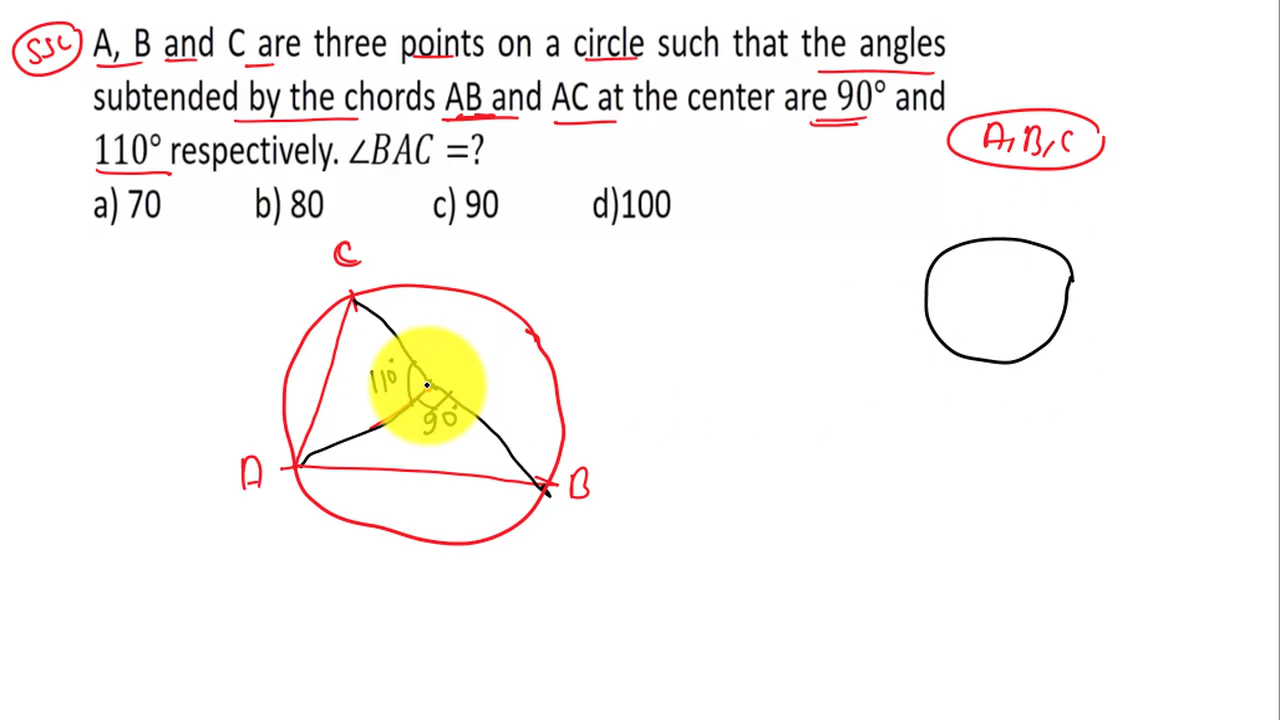 SSC A, B and C are three points on a circle such that the angles
subtended by the chords AB and AC at the center are 90° and
110° respectively. ∠BAC =?
A, B, C
a) 70 b) 80 c) 90 d)100
C
110°
90°
A B